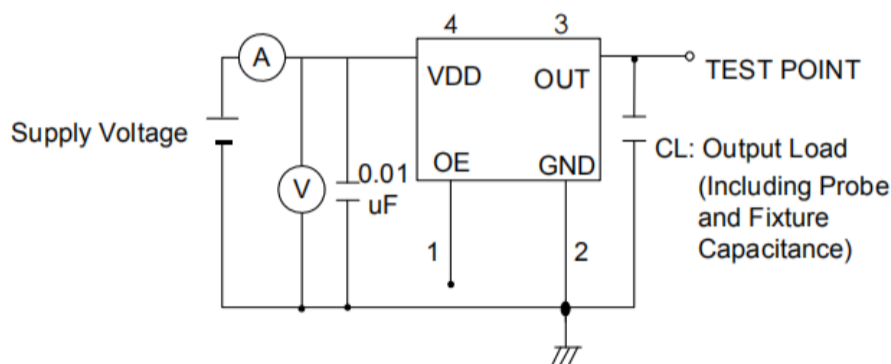 4
3
A
VDD
OUT
TEST POINT
Supply Voltage
V
0.01
uF
OE
GND
CL: Output Load
(Including Probe
and Fixture
Capacitance)
1
2